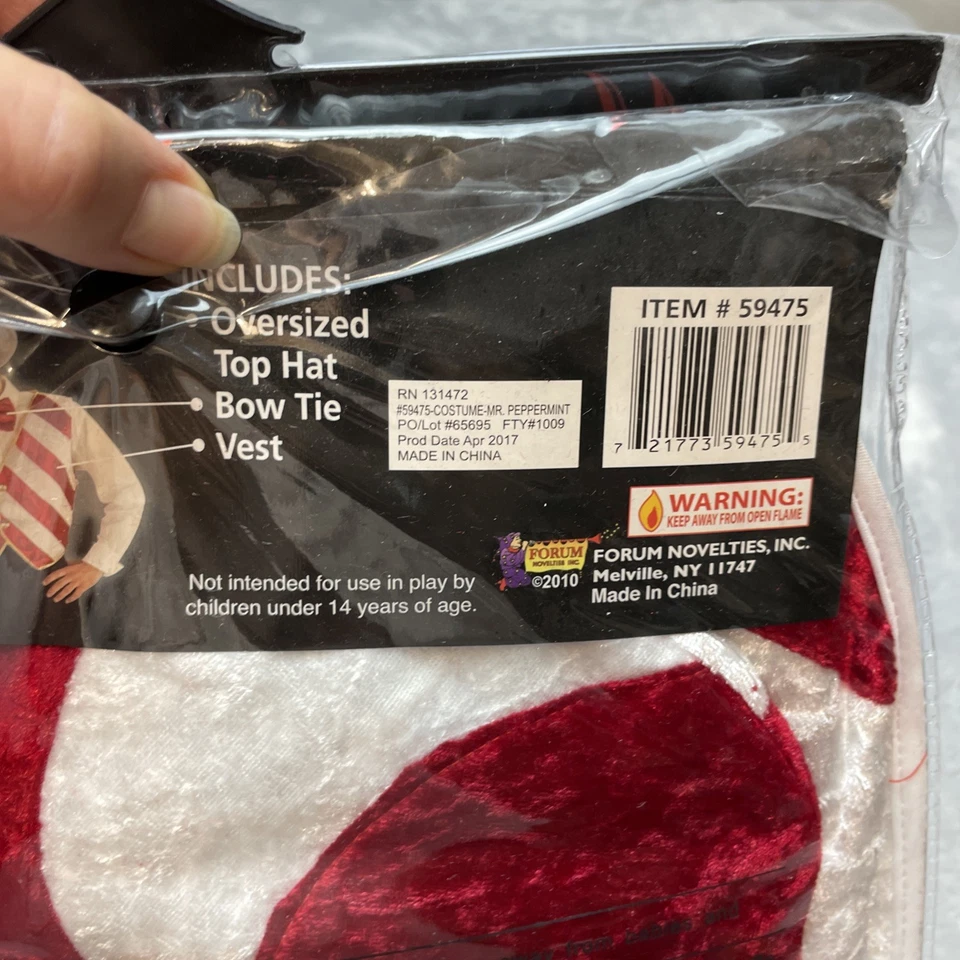 INCLUDES:
Oversized
Top Hat
• Bow Tie
• Vest
RN 131472
#59475-COSTUME-MR. PEPPERMINT
PO/Lot #65695 FTY#1009
Prod Date Apr 2017
MADE IN CHINA
ITEM # 59475
7 21773 59475 5
WARNING:
KEEP AWAY FROM OPEN FLAME
FORUM
NOVELTIES INC.
©2010
FORUM NOVELTIES, INC.
Melville, NY 11747
Made In China
Not intended for use in play by
children under 14 years of age.